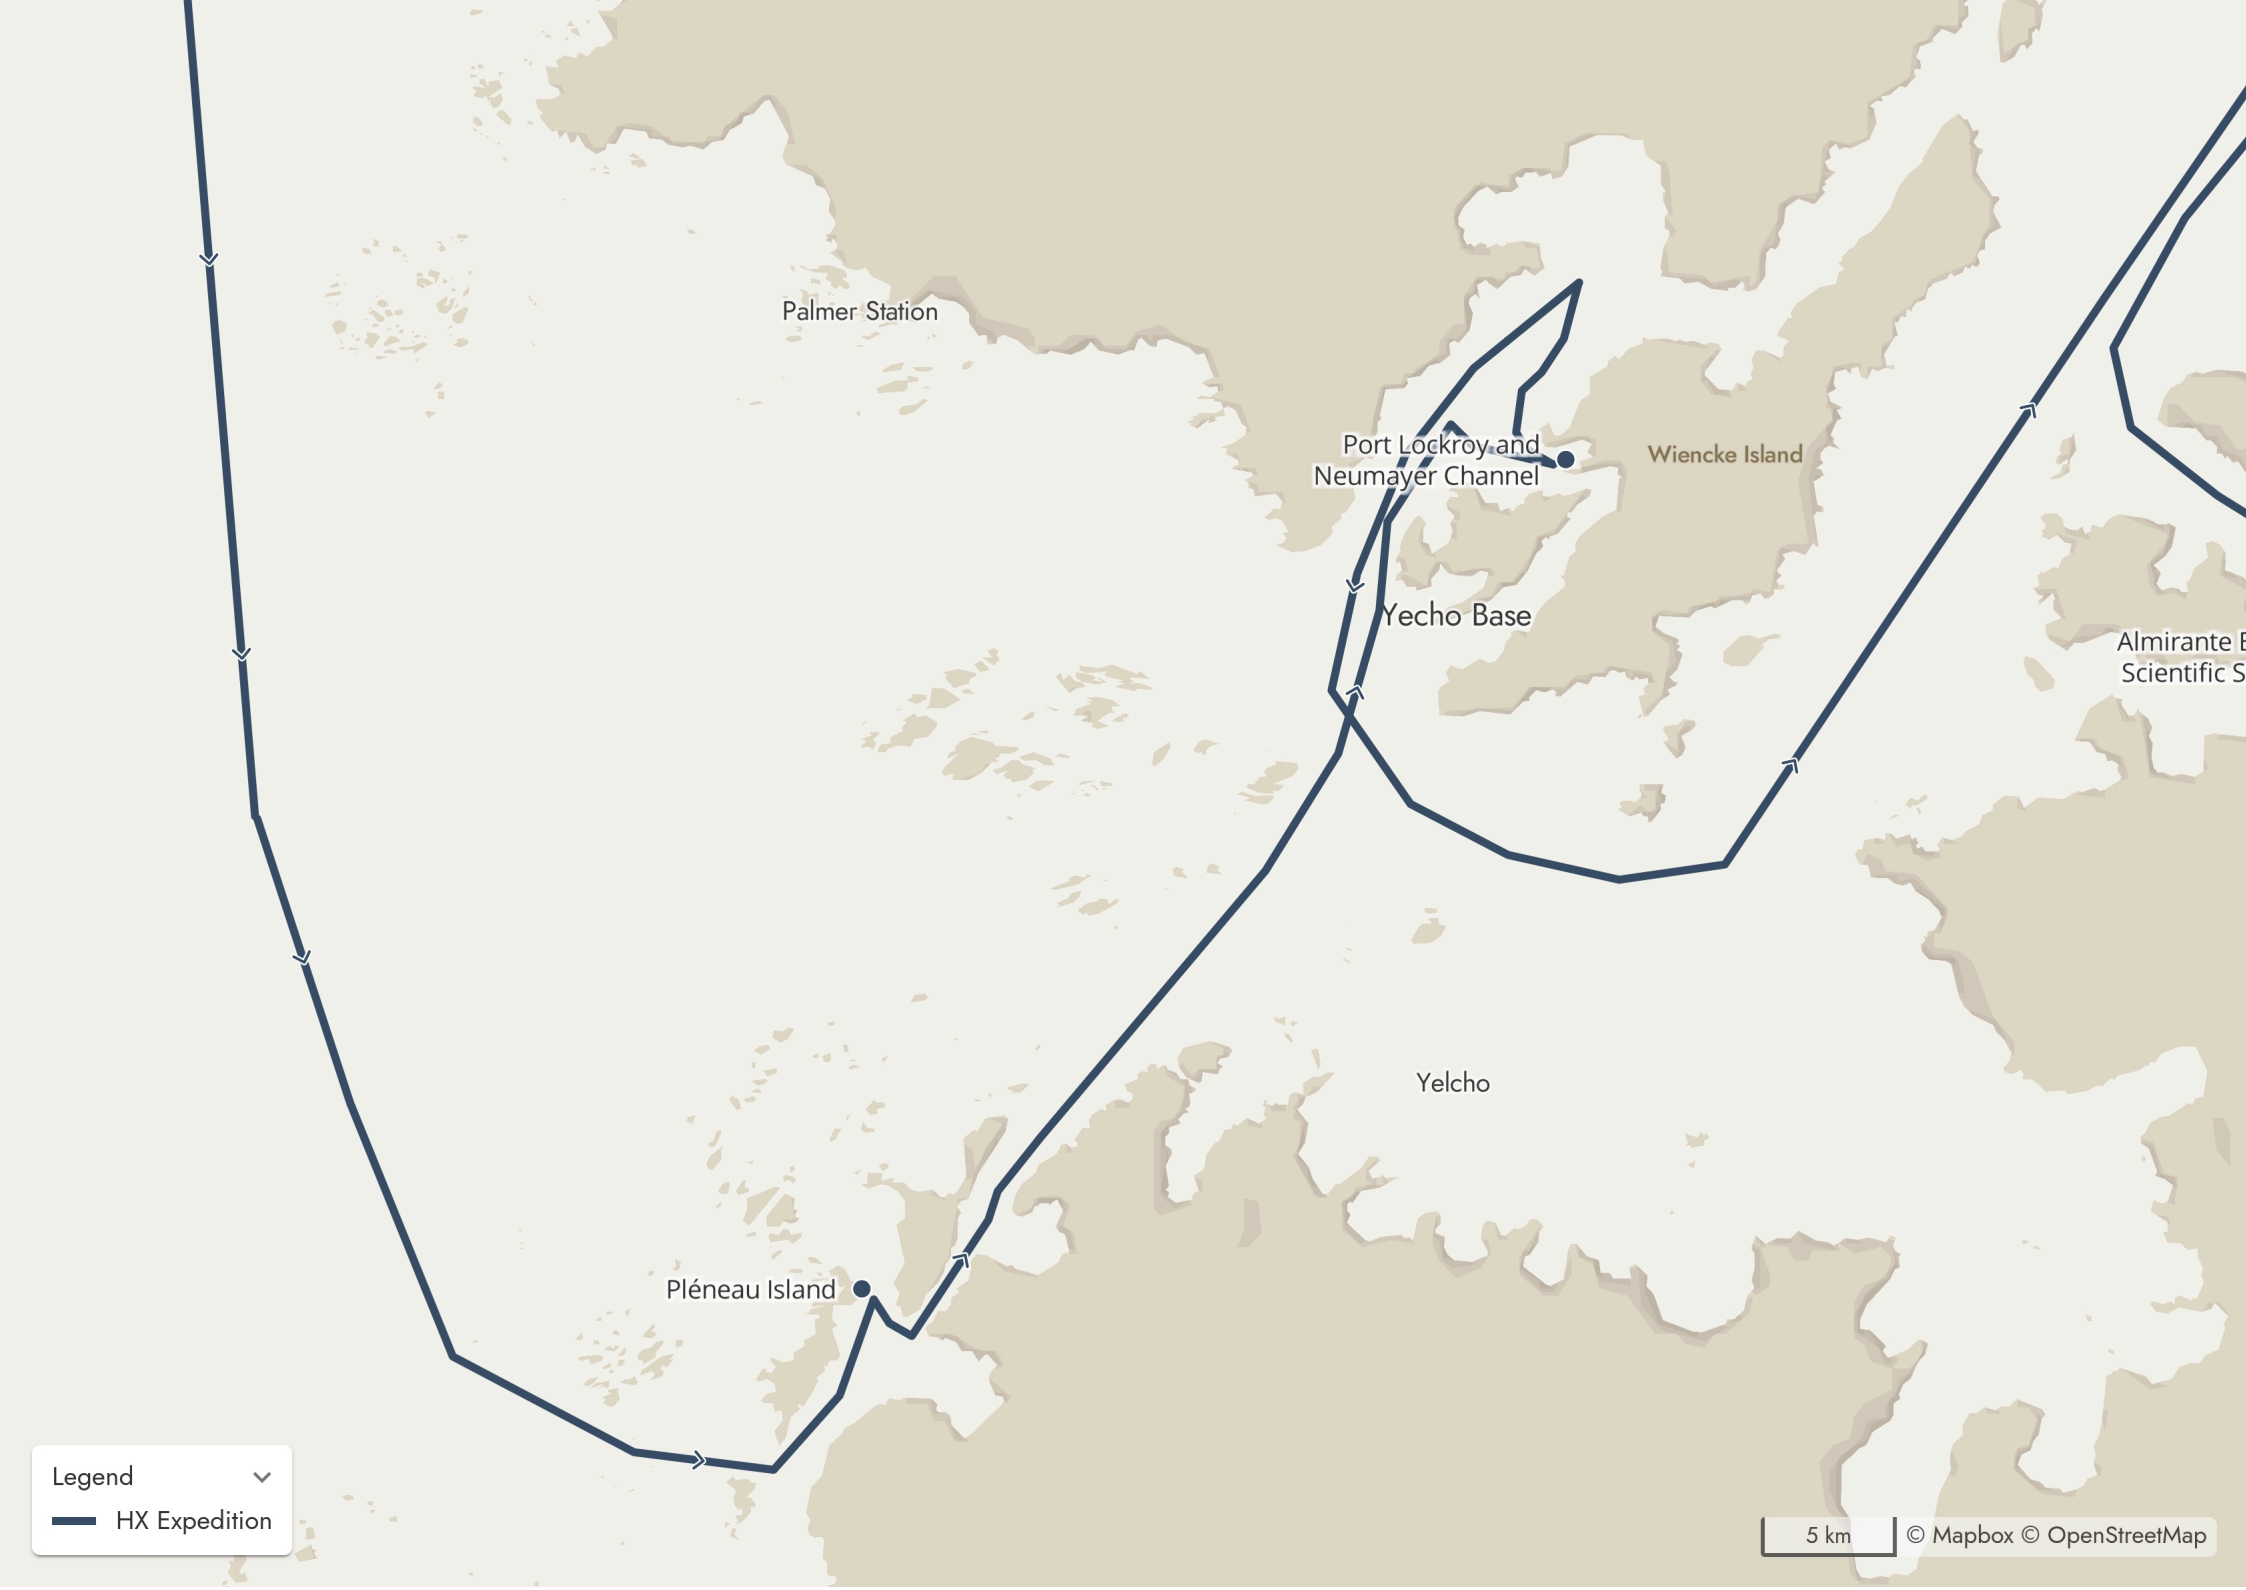 Palmer Station
Port Lockroy and
Neumayer Channel
Wiencke Island
Yecho Base
Almirante
Scientific
Yelcho
Pléneau Island
Legend
HX Expedition
5 km
© Mapbox © OpenStreetMap